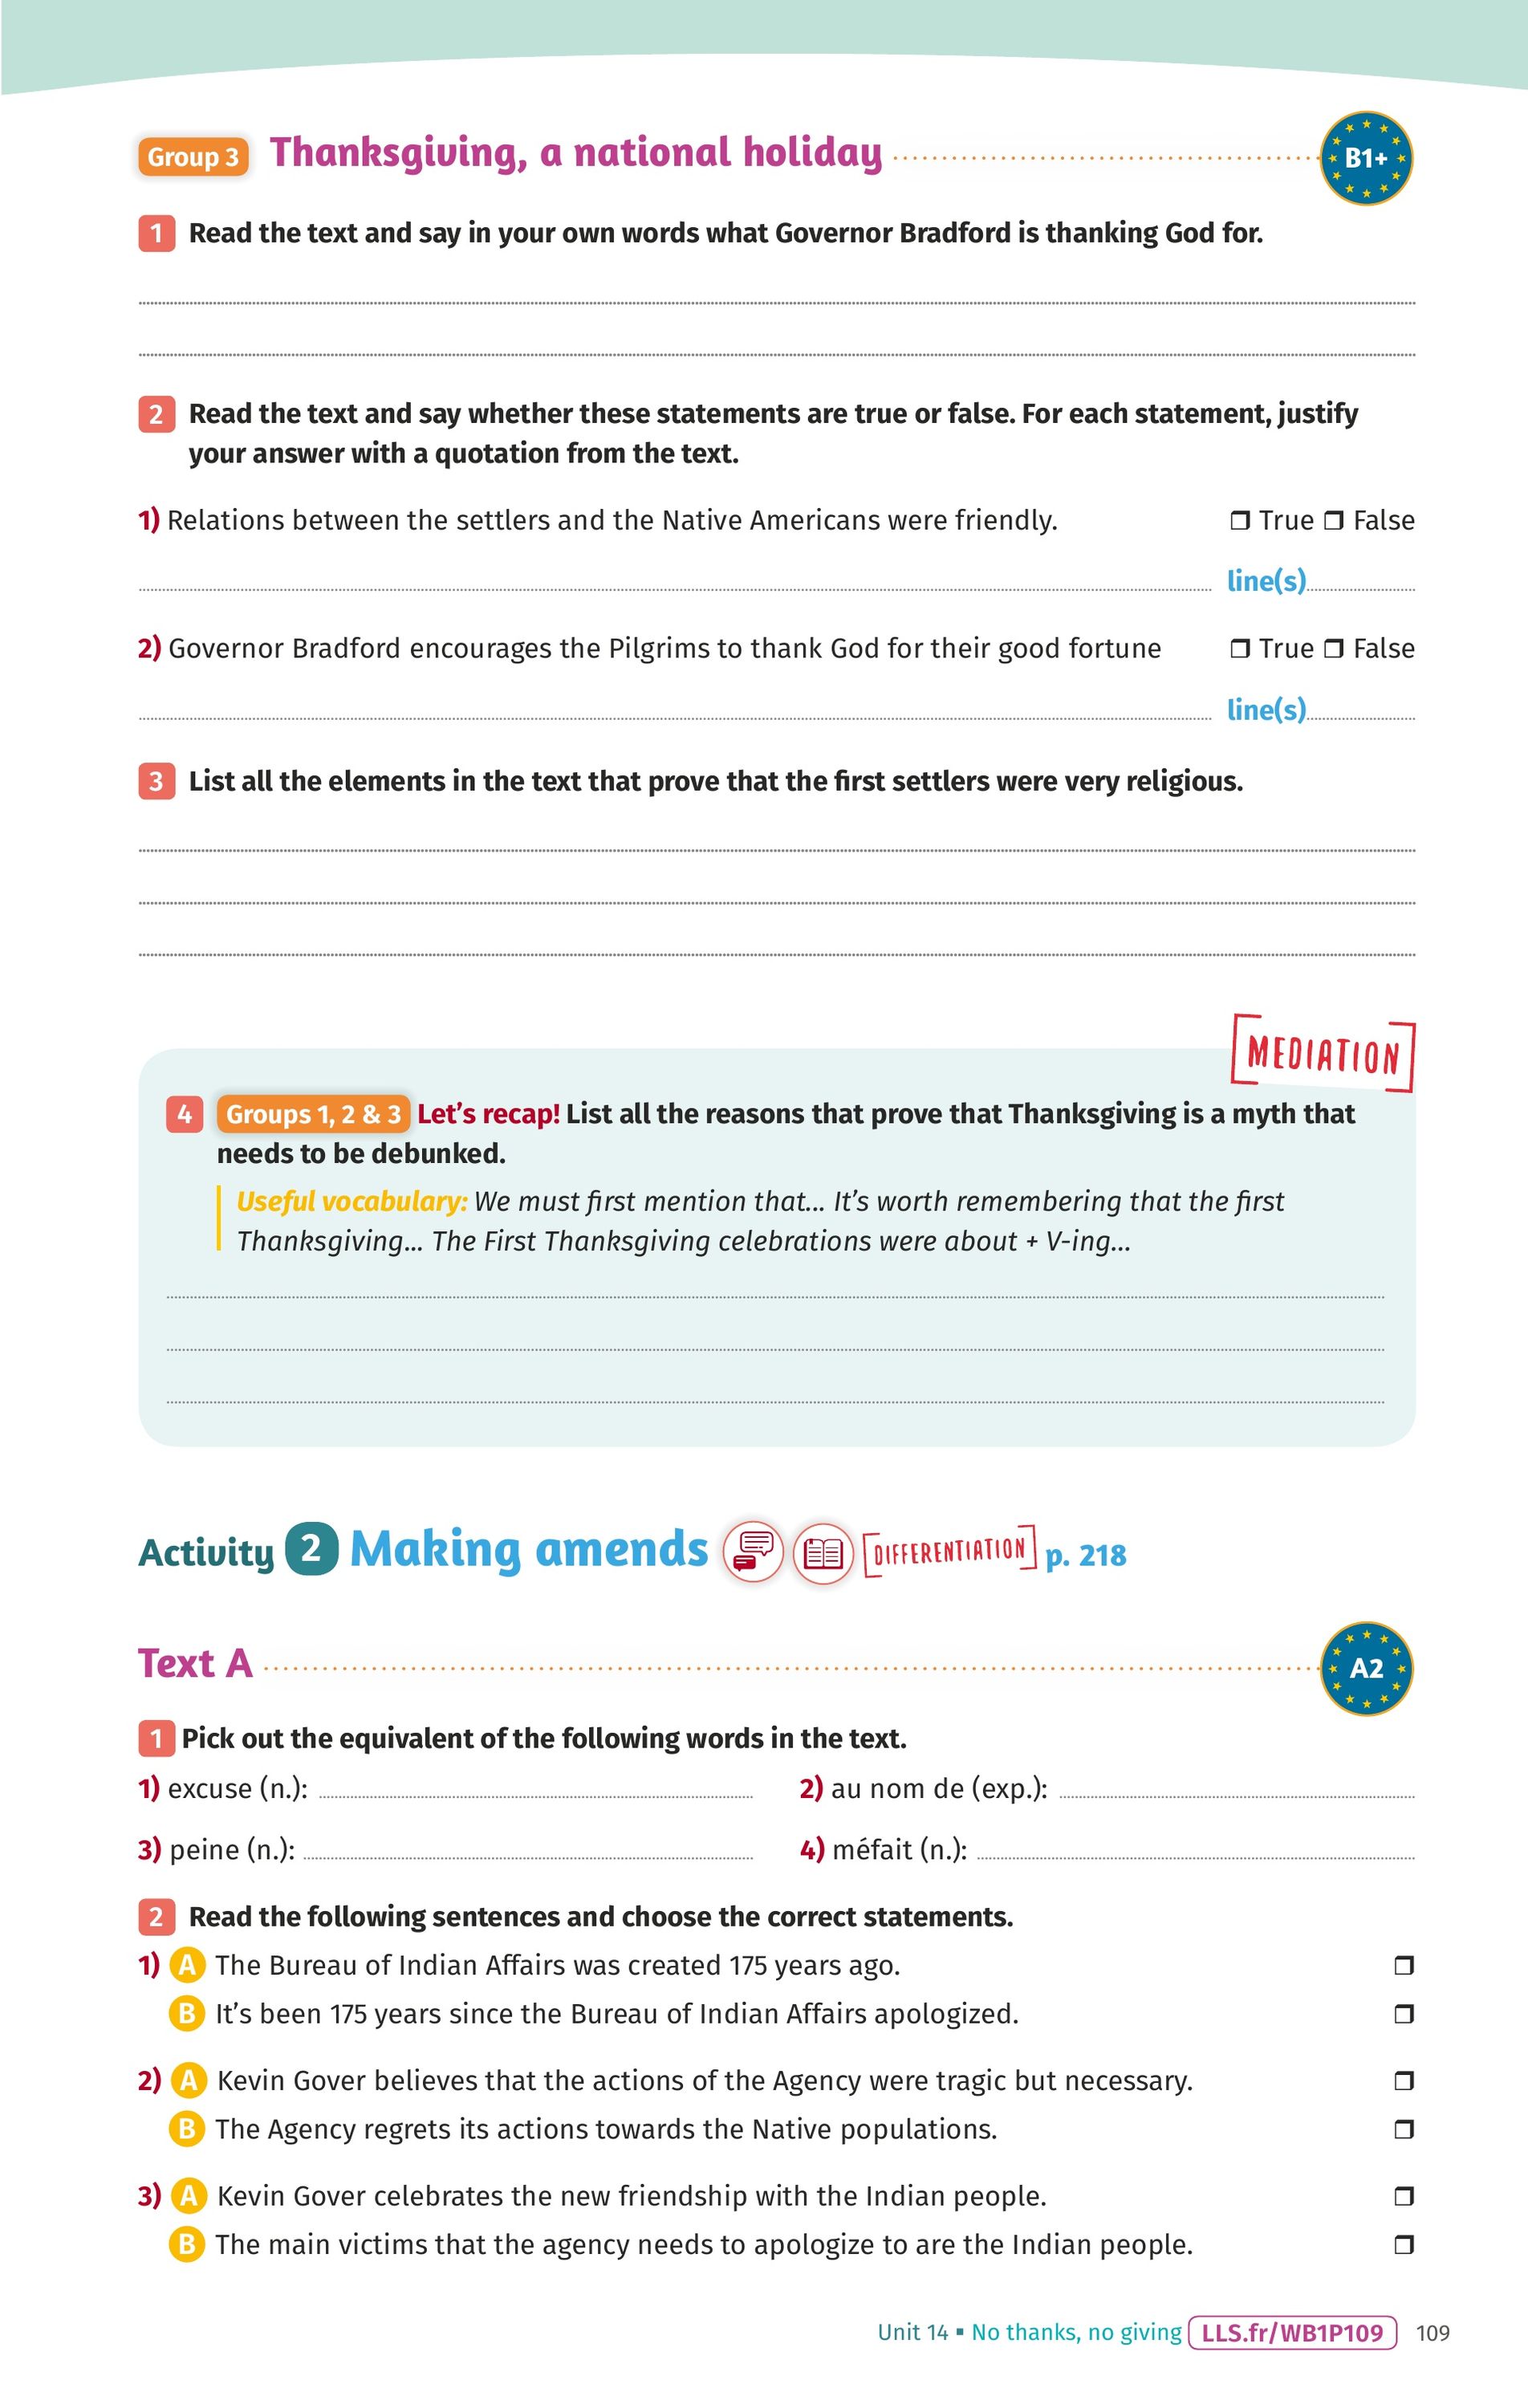 Group 3 Thanksgiving, a national holiday B1+
1 Read the text and say in your own words what Governor Bradford is thanking God for.
2 Read the text and say whether these statements are true or false. For each statement, justify
your answer with a quotation from the text.
1) Relations between the settlers and the Native Americans were friendly. ❒ True ❒ False
line(s)
2) Governor Bradford encourages the Pilgrims to thank God for their good fortune ❒ True ❒ False
line(s)
3 List all the elements in the text that prove that the first settlers were very religious.
MEDIATION
4 Groups 1, 2 & 3 Let's recap! List all the reasons that prove that Thanksgiving is a myth that
needs to be debunked.
Useful vocabulary: We must first mention that... It's worth remembering that the first
Thanksgiving... The First Thanksgiving celebrations were about + V-ing...
Activity 2 Making amends DIFFERENTIATION p. 218
Text A A2
1 Pick out the equivalent of the following words in the text.
1) excuse (n.): 2) au nom de (exp.):
3) peine (n.): 4) méfait (n.):
2 Read the following sentences and choose the correct statements.
1) A The Bureau of Indian Affairs was created 175 years ago. ❒
B It's been 175 years since the Bureau of Indian Affairs apologized. ❒
2) A Kevin Gover believes that the actions of the Agency were tragic but necessary. ❒
B The Agency regrets its actions towards the Native populations. ❒
3) A Kevin Gover celebrates the new friendship with the Indian people. ❒
B The main victims that the agency needs to apologize to are the Indian people. ❒
Unit 14 ▪ No thanks, no giving LLS.fr/WB1P109 109